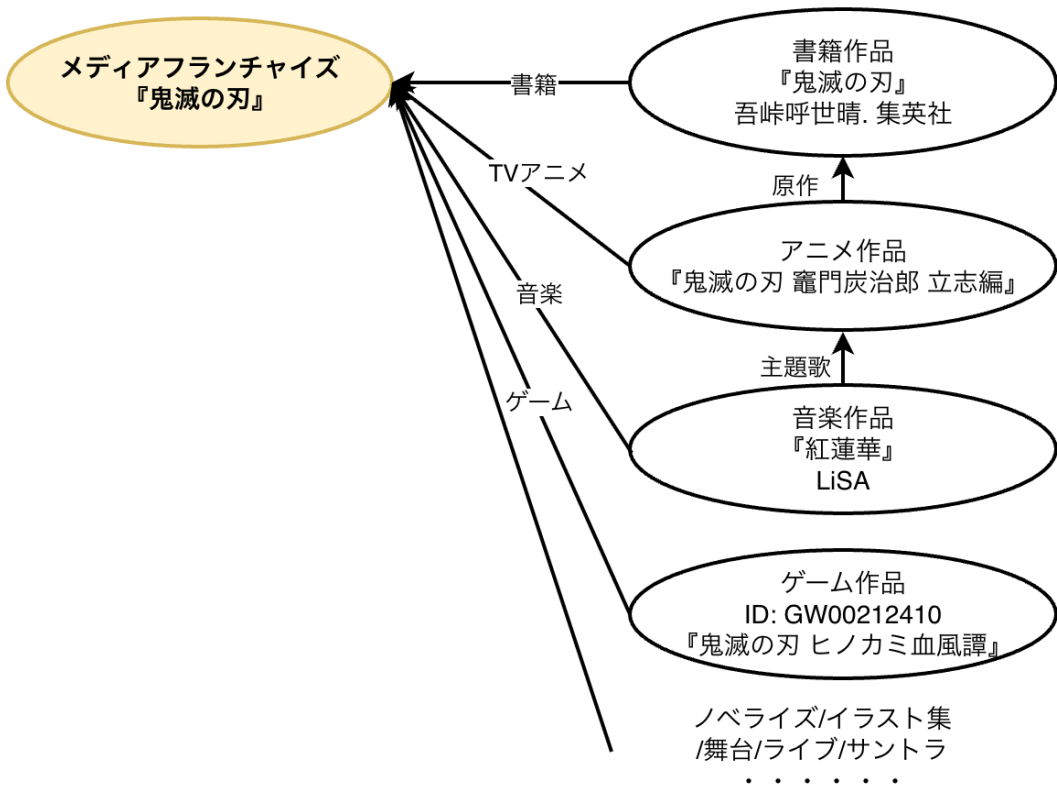 メディアフランチャイズ
『鬼滅の刃』
書籍
書籍作品
『鬼滅の刃』
吾峠呼世晴. 集英社
TVアニメ
原作
アニメ作品
『鬼滅の刃 竈門炭治郎 立志編』
音楽
主題歌
音楽作品
『紅蓮華』
LiSA
ゲーム
ゲーム作品
ID: GW00212410
『鬼滅の刃 ヒノカミ血風譚』
ノベライズ/イラスト集
/舞台/ライブ/サントラ
・・・・・・